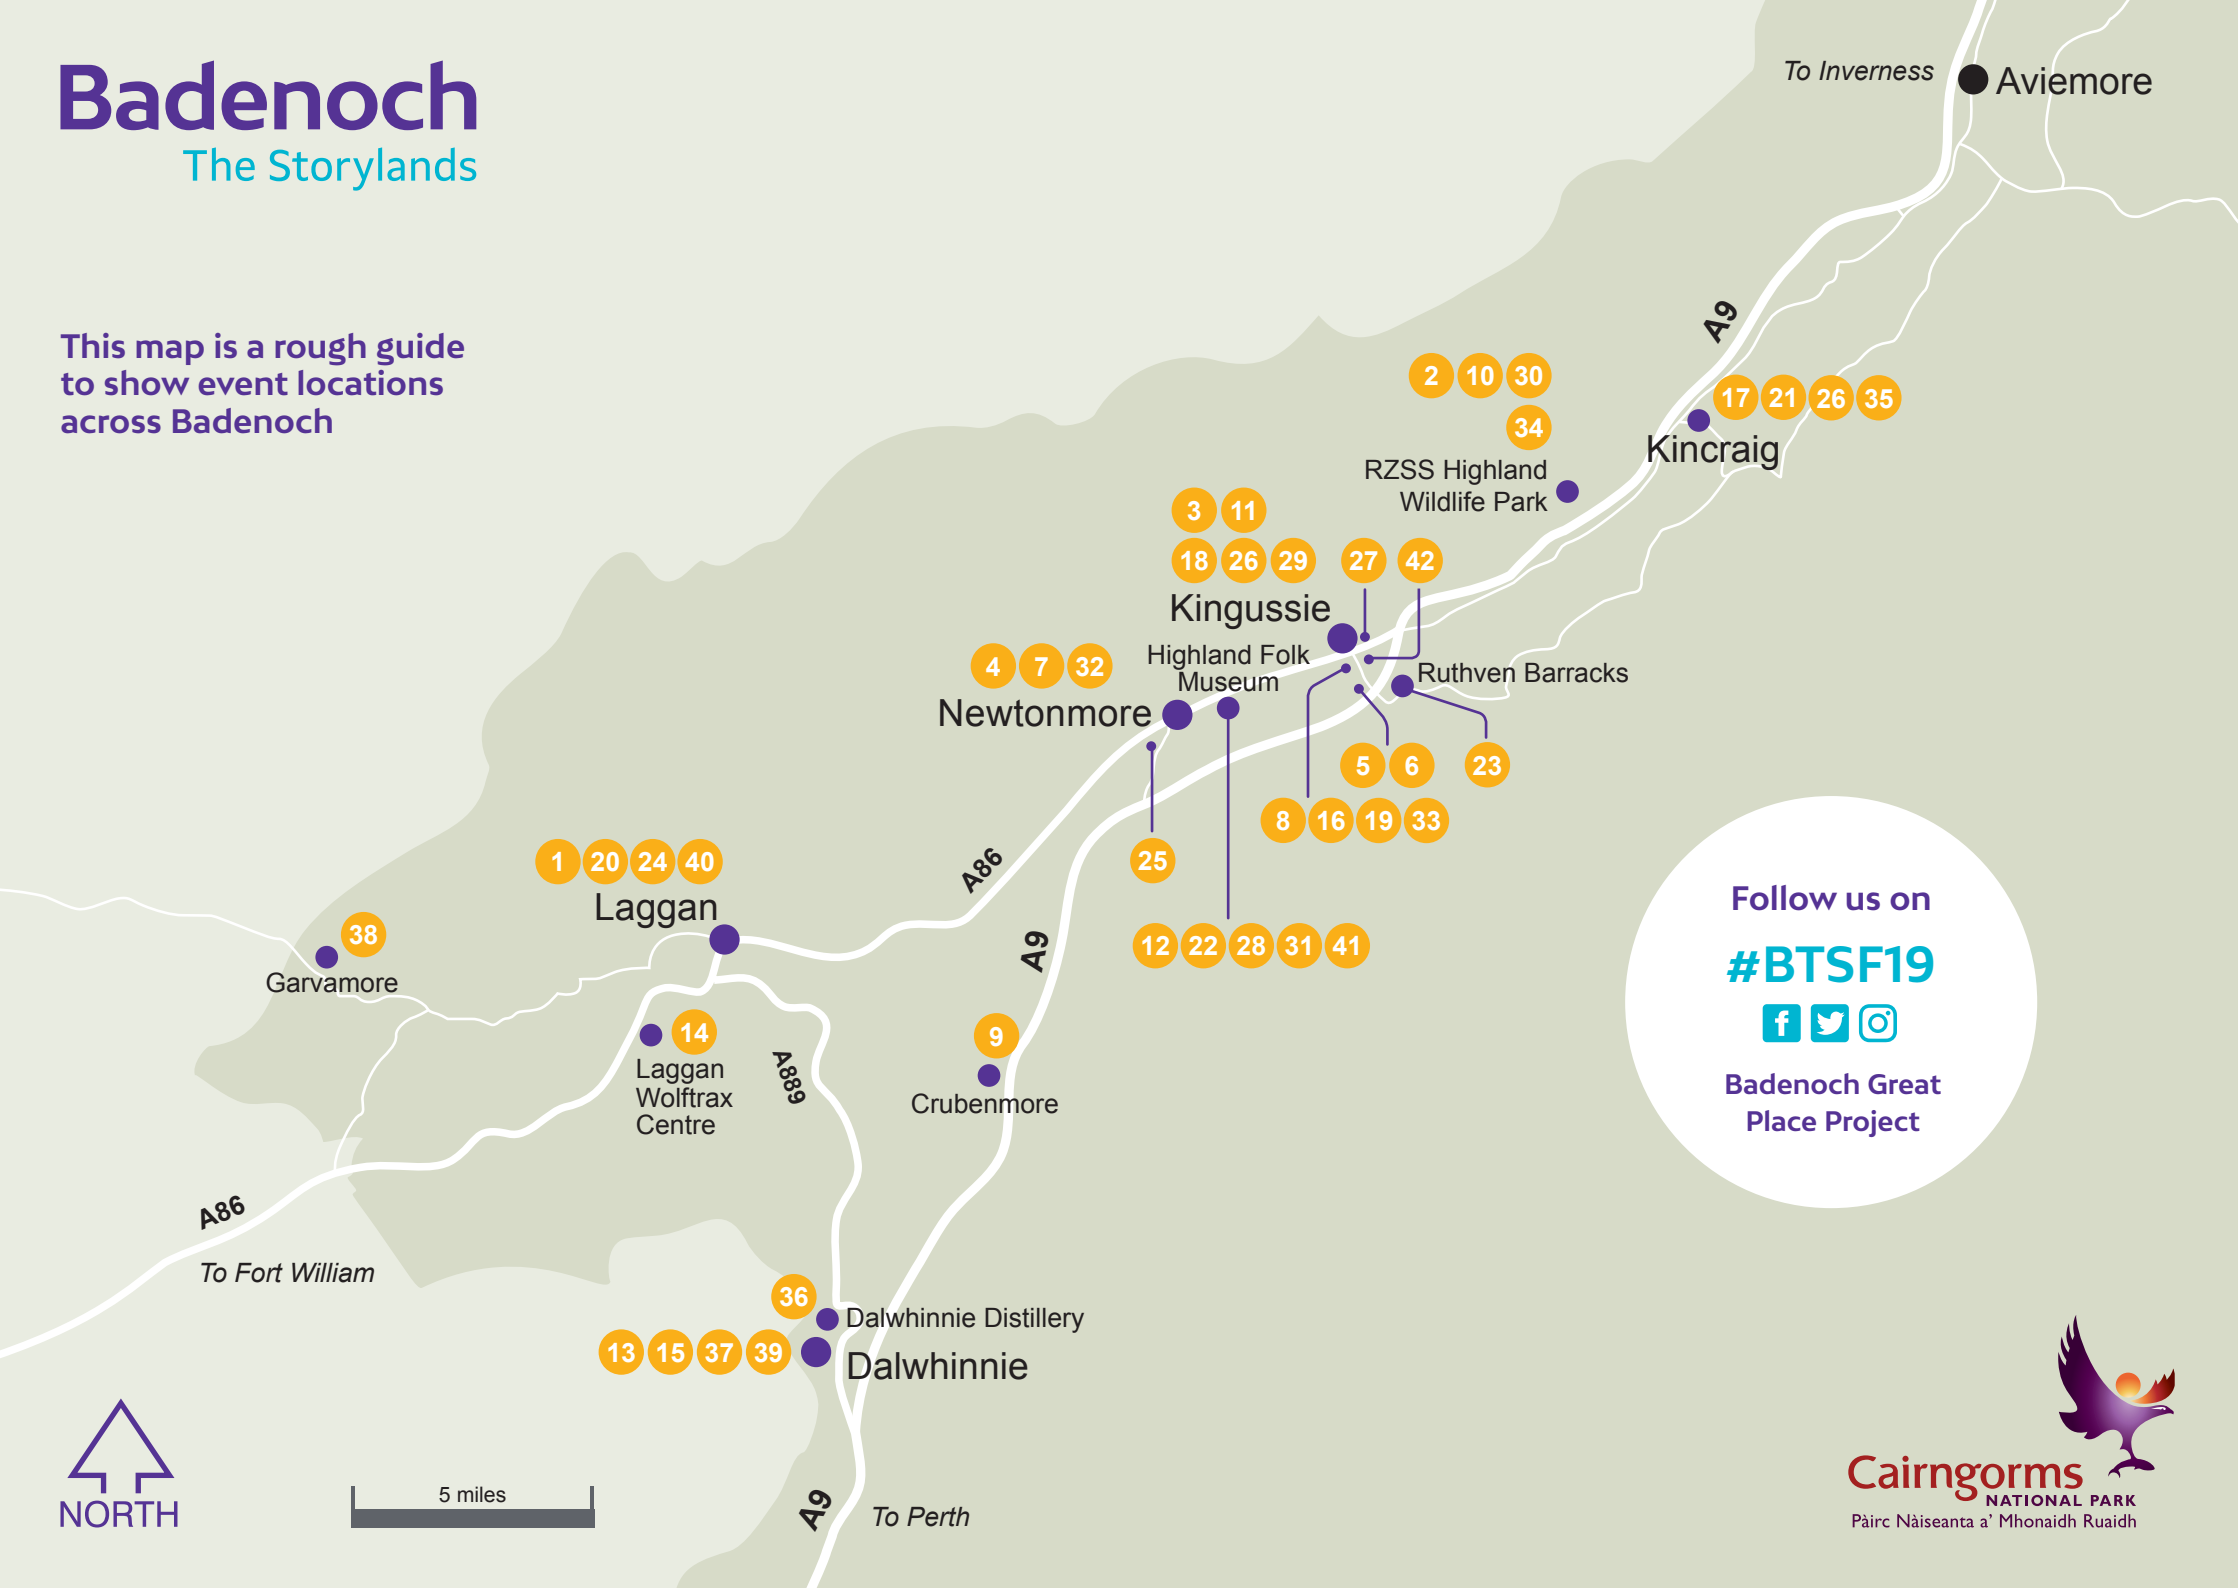 Badenoch
The Storylands
This map is a rough guide
to show event locations
across Badenoch
To Inverness
Aviemore
A9
2 10 30
34
RZSS Highland
Wildlife Park
17 21 26 35
Kincraig
3 11
18 26 29
27 42
Kingussie
Highland Folk
Museum
4 7 32
Newtonmore
Ruthven Barracks
5 6
23
8 16 19 33
25
12 22 28 31 41
A86
A9
1 20 24 40
Laggan
38
Garvamore
14
Laggan
Wolftrax
Centre
A889
9
Crubenmore
A86
To Fort William
36
Dalwhinnie Distillery
13 15 37 39
Dalwhinnie
A9
To Perth
NORTH
5 miles
Follow us on
#BTSF19
Badenoch Great
Place Project
Cairngorms
NATIONAL PARK
Pàirc Nàiseanta a' Mhonaidh Ruaidh